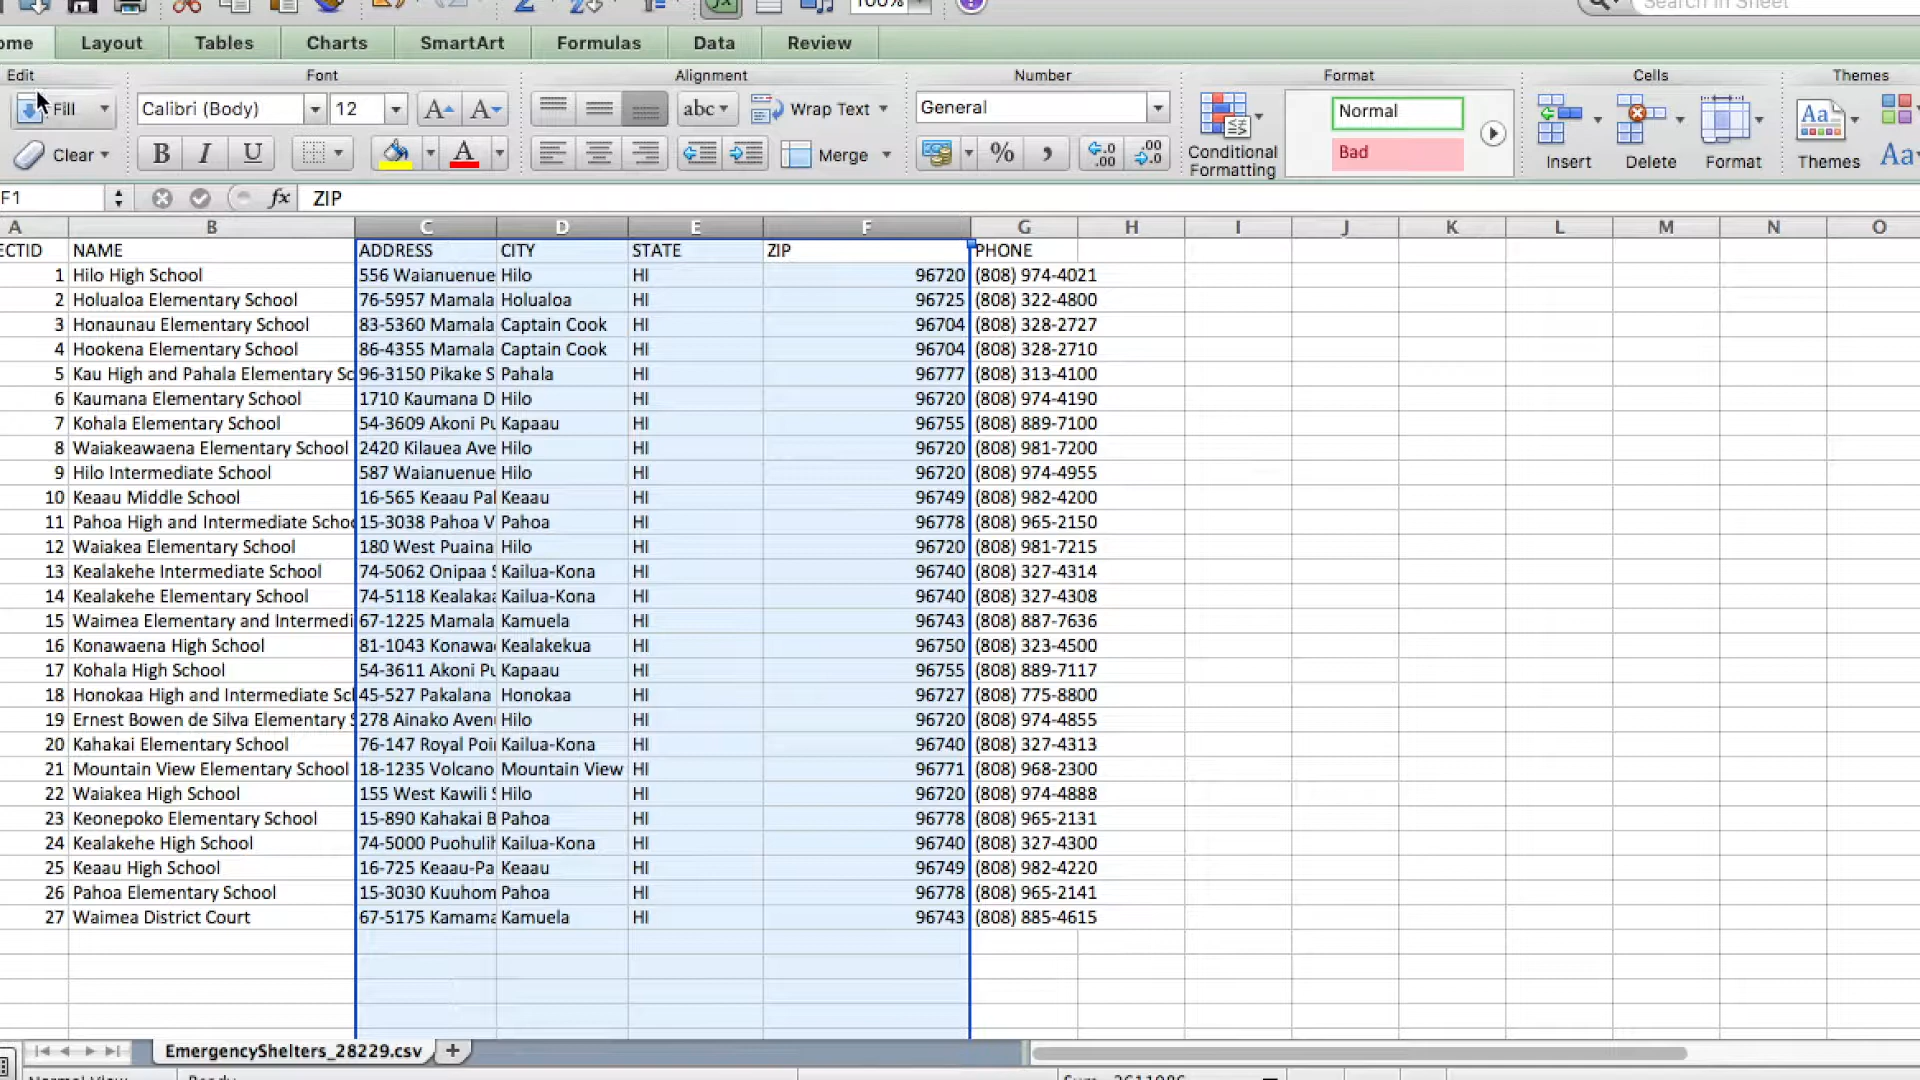 100%
Search in Sheet
ome Layout Tables Charts SmartArt Formulas Data Review
Edit Font Alignment Number Format Cells Themes
Fill Calibri (Body) 12 A A abc Wrap Text General Normal
Clear B I U A Merge % , .00 .00 Conditional Formatting Bad Insert Delete Format Themes Aa
F1 fx ZIP
A B C D E F G H I J K L M N O
ECTID NAME ADDRESS CITY STATE ZIP PHONE
1 Hilo High School 556 Waianuenue Hilo HI 96720 (808) 974-4021
2 Holualoa Elementary School 76-5957 Mamala Holualoa HI 96725 (808) 322-4800
3 Honaunau Elementary School 83-5360 Mamala Captain Cook HI 96704 (808) 328-2727
4 Hookena Elementary School 86-4355 Mamala Captain Cook HI 96704 (808) 328-2710
5 Kau High and Pahala Elementary Sc 96-3150 Pikake S Pahala HI 96777 (808) 313-4100
6 Kaumana Elementary School 1710 Kaumana D Hilo HI 96720 (808) 974-4190
7 Kohala Elementary School 54-3609 Akoni Pu Kapaau HI 96755 (808) 889-7100
8 Waiakeawaena Elementary School 2420 Kilauea Ave Hilo HI 96720 (808) 981-7200
9 Hilo Intermediate School 587 Waianuenue Hilo HI 96720 (808) 974-4955
10 Keaau Middle School 16-565 Keaau Pal Keaau HI 96749 (808) 982-4200
11 Pahoa High and Intermediate Schoo 15-3038 Pahoa V Pahoa HI 96778 (808) 965-2150
12 Waiakea Elementary School 180 West Puaina Hilo HI 96720 (808) 981-7215
13 Kealakehe Intermediate School 74-5062 Onipaa S Kailua-Kona HI 96740 (808) 327-4314
14 Kealakehe Elementary School 74-5118 Kealakaa Kailua-Kona HI 96740 (808) 327-4308
15 Waimea Elementary and Intermedi 67-1225 Mamala Kamuela HI 96743 (808) 887-7636
16 Konawaena High School 81-1043 Konawa Kealakekua HI 96750 (808) 323-4500
17 Kohala High School 54-3611 Akoni Pu Kapaau HI 96755 (808) 889-7117
18 Honokaa High and Intermediate Scl 45-527 Pakalana Honokaa HI 96727 (808) 775-8800
19 Ernest Bowen de Silva Elementary S 278 Ainako Aven Hilo HI 96720 (808) 974-4855
20 Kahakai Elementary School 76-147 Royal Poi Kailua-Kona HI 96740 (808) 327-4313
21 Mountain View Elementary School 18-1235 Volcano Mountain View HI 96771 (808) 968-2300
22 Waiakea High School 155 West Kawili S Hilo HI 96720 (808) 974-4888
23 Keonepoko Elementary School 15-890 Kahakai B Pahoa HI 96778 (808) 965-2131
24 Kealakehe High School 74-5000 Puohulih Kailua-Kona HI 96740 (808) 327-4300
25 Keaau High School 16-725 Keaau-Pa Keaau HI 96749 (808) 982-4220
26 Pahoa Elementary School 15-3030 Kuuhom Pahoa HI 96778 (808) 965-2141
27 Waimea District Court 67-5175 Kamama Kamuela HI 96743 (808) 885-4615
EmergencyShelters_28229.csv